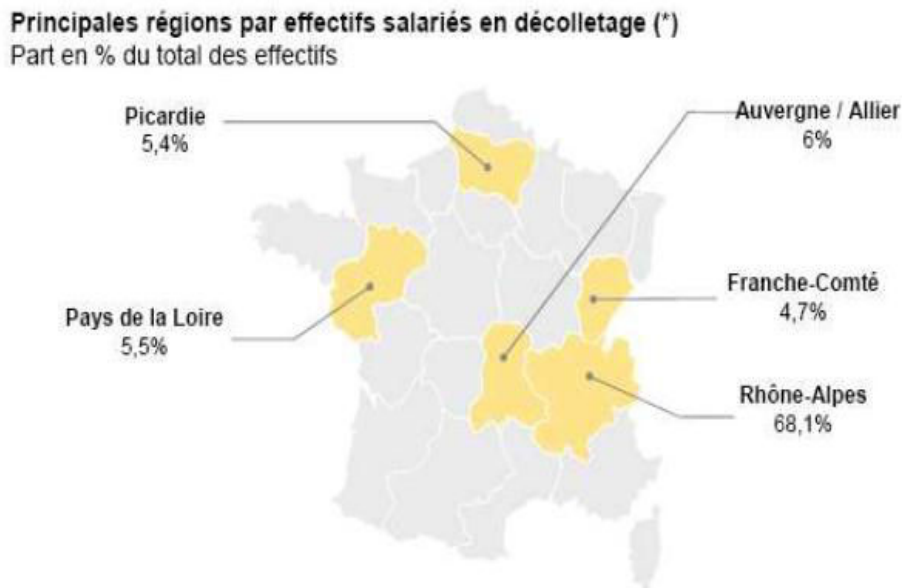 Principales régions par effectifs salariés en décolletage (*)
Part en % du total des effectifs
Picardie
5,4%
Auvergne / Allier
6%
Franche-Comté
4,7%
Pays de la Loire
5,5%
Rhône-Alpes
68,1%